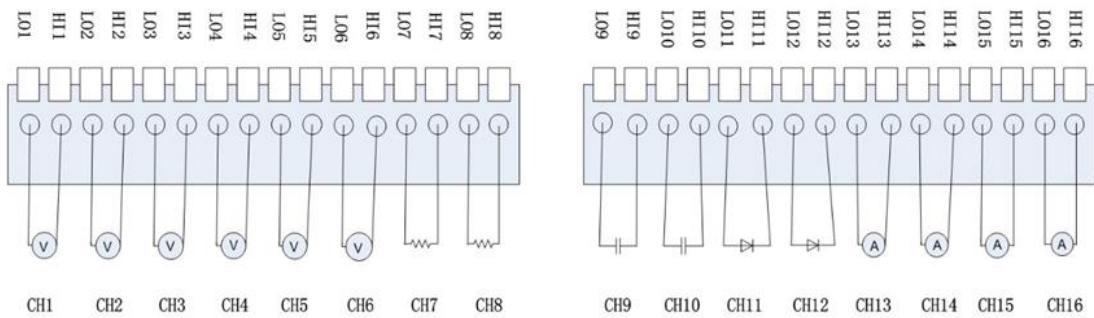 LO1 HI1 LO2 HI2 LO3 HI3 LO4 HI4 LO5 HI5 LO6 HI6 LO7 HI7 LO8 HI8 LO9 HI9 LO10 HI10 LO11 HI11 LO12 HI12 LO13 HI13 LO14 HI14 LO15 HI15 LO16 HI16
V V V V V V A A A A
CH1 CH2 CH3 CH4 CH5 CH6 CH7 CH8 CH9 CH10 CH11 CH12 CH13 CH14 CH15 CH16